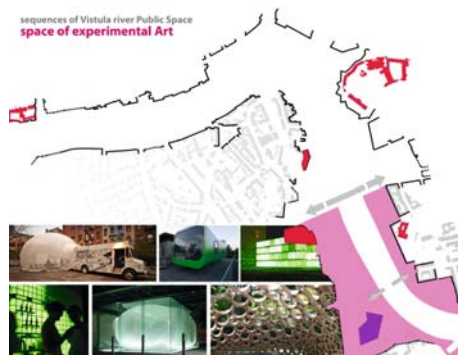 sequences of Vistula river Public Space
space of experimental Art